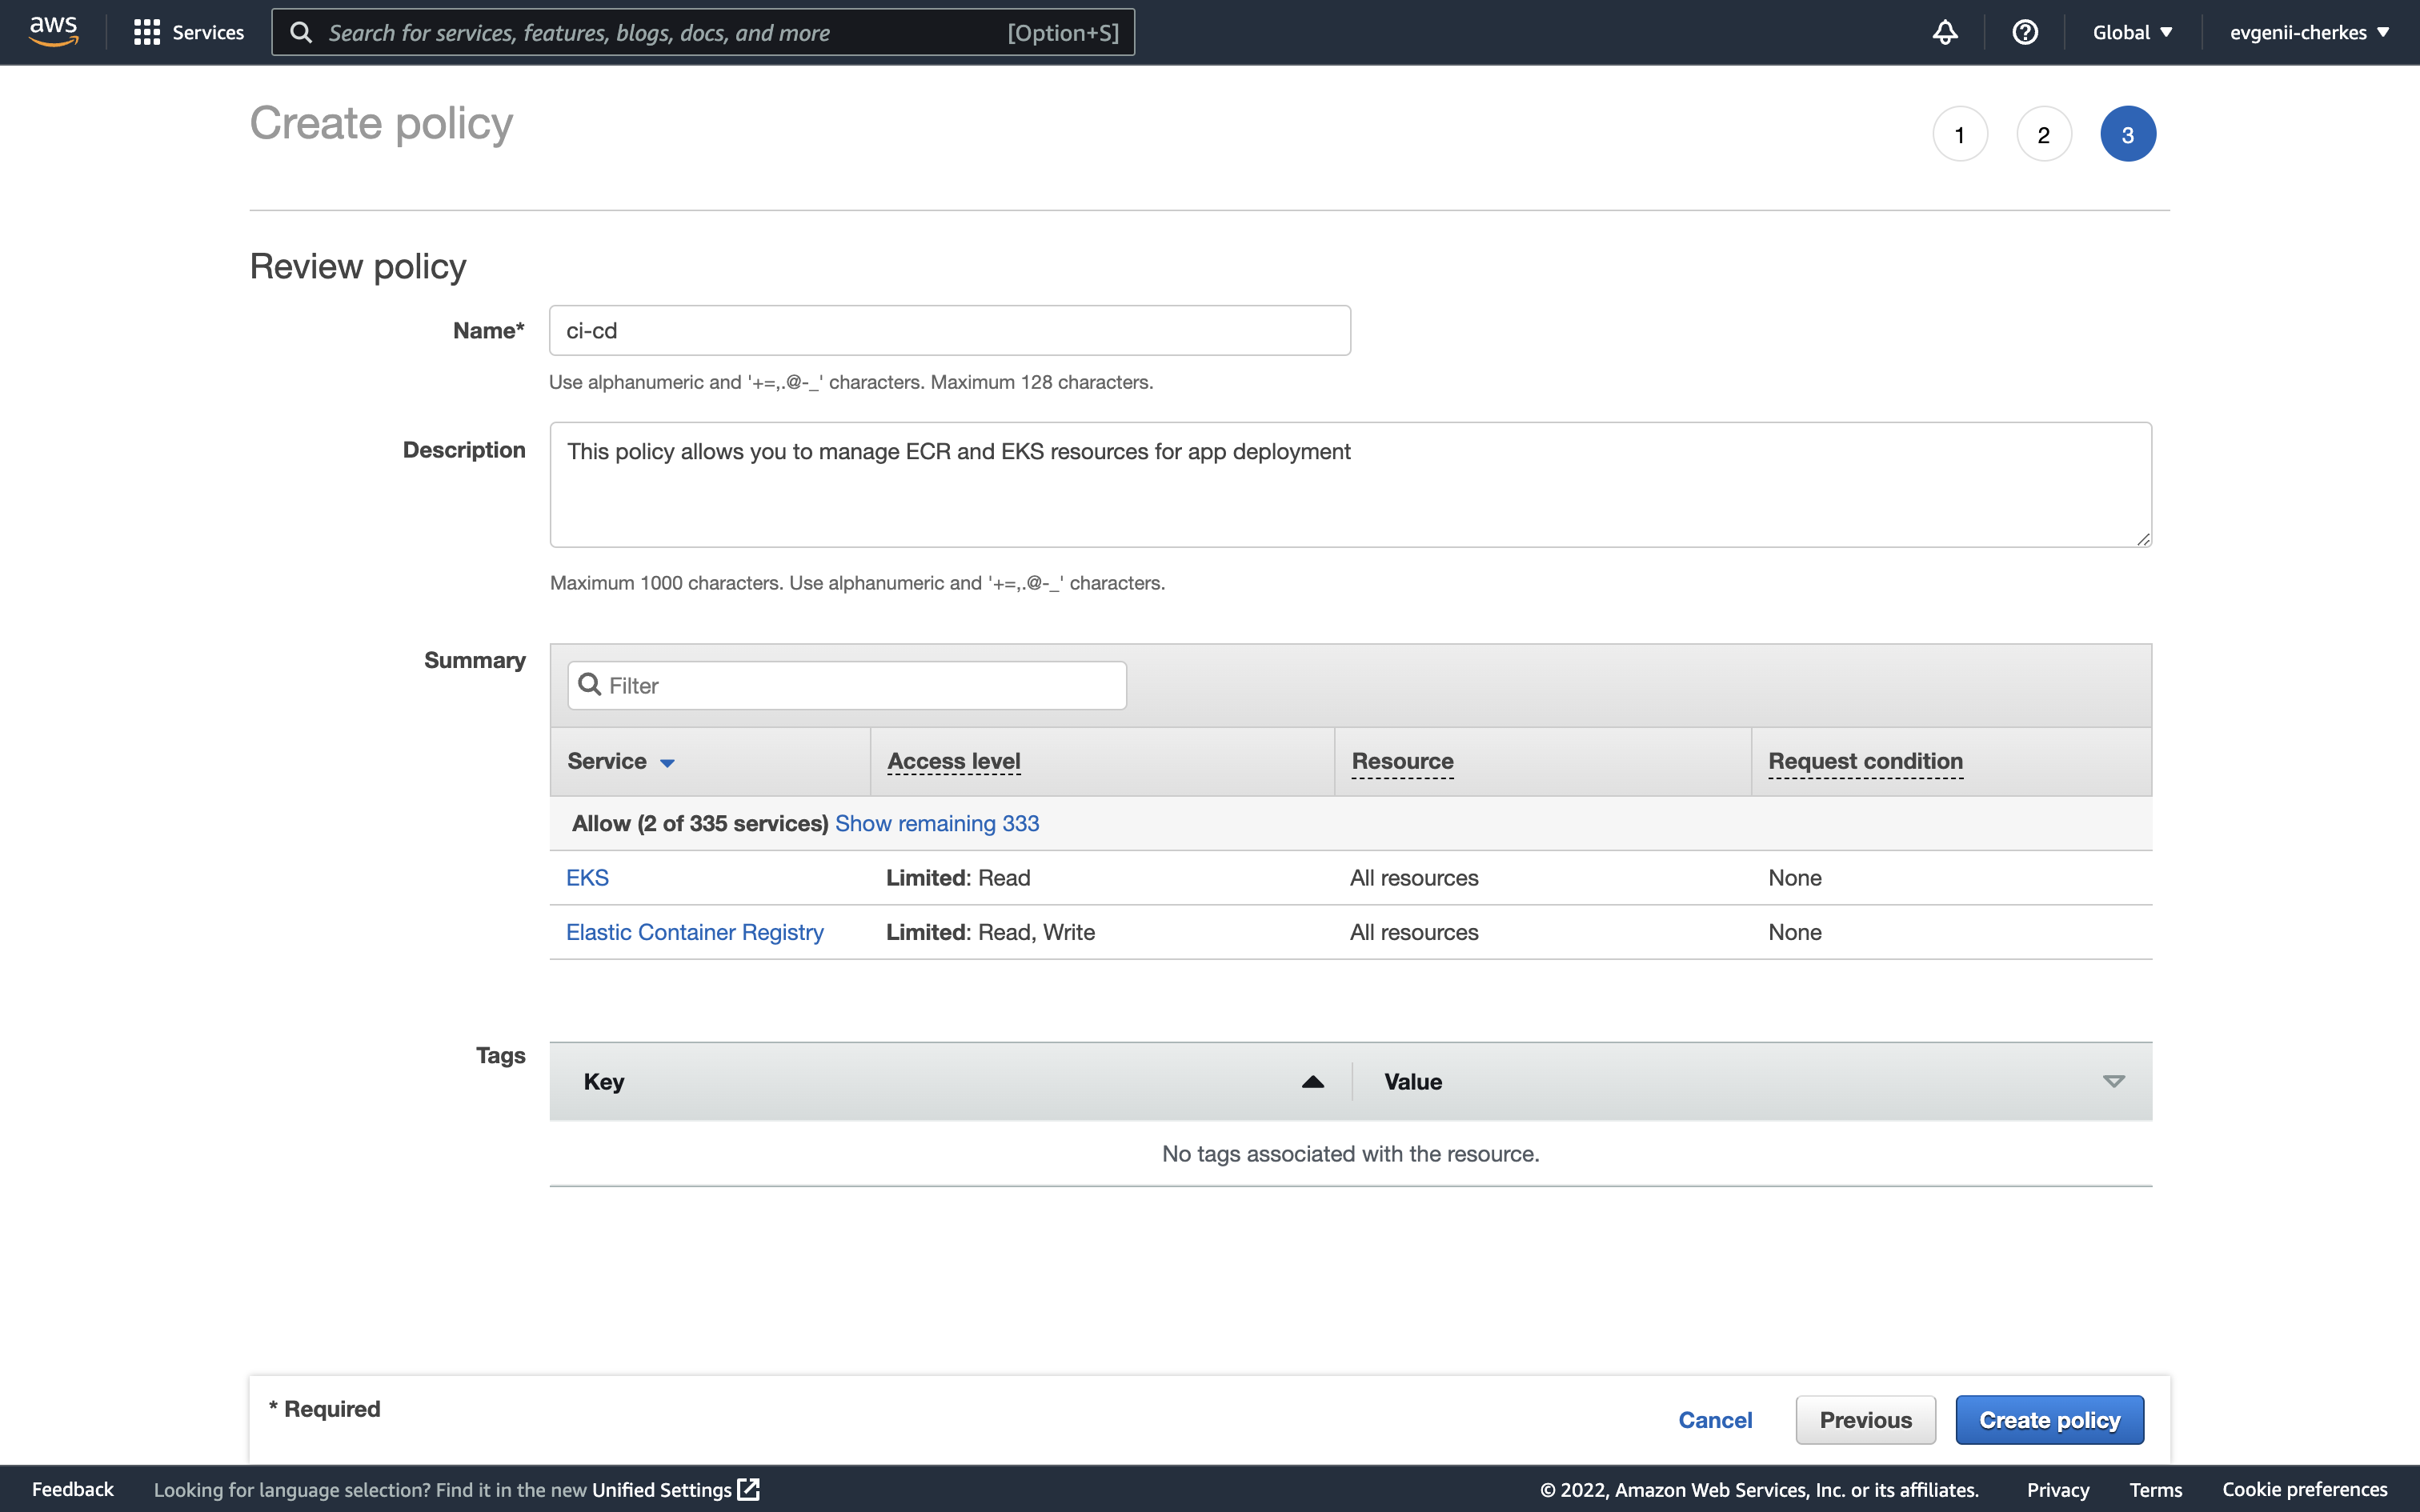 aws Services Search for services, features, blogs, docs, and more [Option+S] Global ▼ evgenii-cherkes ▼
Create policy 1 2 3
Review policy
Name* ci-cd
Use alphanumeric and '+=,.@-_' characters. Maximum 128 characters.
Description This policy allows you to manage ECR and EKS resources for app deployment
Maximum 1000 characters. Use alphanumeric and '+=,.@-_' characters.
Summary Filter
Service Access level Resource Request condition
Allow (2 of 335 services) Show remaining 333
EKS Limited: Read All resources None
Elastic Container Registry Limited: Read, Write All resources None
Tags Key Value
No tags associated with the resource.
* Required Cancel Previous Create policy
Feedback Looking for language selection? Find it in the new Unified Settings © 2022, Amazon Web Services, Inc. or its affiliates. Privacy Terms Cookie preferences